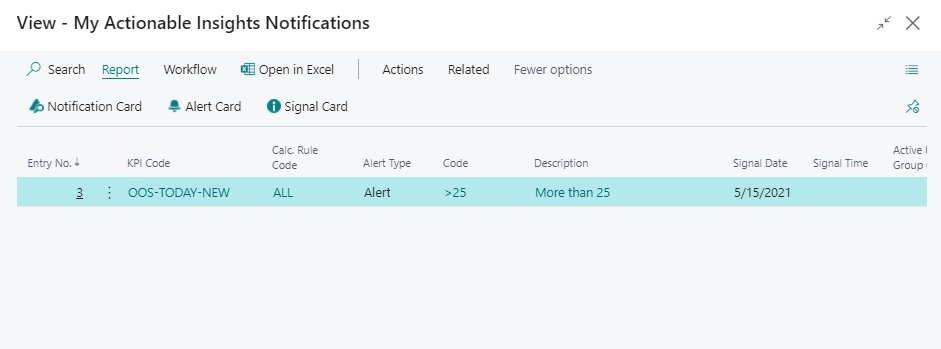 View - My Actionable Insights Notifications
Search Report Workflow Open in Excel Actions Related Fewer options
Notification Card Alert Card Signal Card
Entry No.↓ KPI Code Calc. Rule Code Alert Type Code Description Signal Date Signal Time Active Group
3 OOS-TODAY-NEW ALL Alert >25 More than 25 5/15/2021